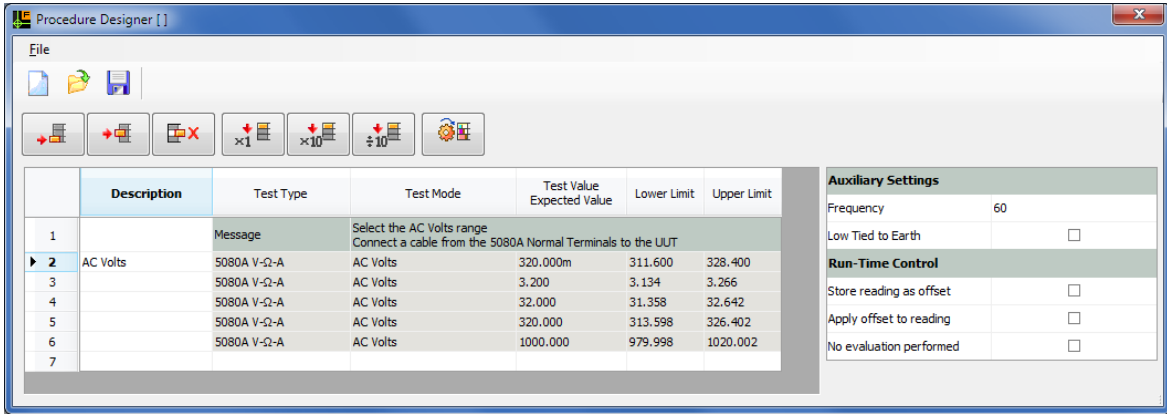 Procedure Designer [ ]
File
×1
×10
÷10
Description Test Type Test Mode Test Value Expected Value Lower Limit Upper Limit
1 Message Select the AC Volts range
Connect a cable from the 5080A Normal Terminals to the UUT
2 AC Volts 5080A V-Ω-A AC Volts 320.000m 311.600 328.400
3 5080A V-Ω-A AC Volts 3.200 3.134 3.266
4 5080A V-Ω-A AC Volts 32.000 31.358 32.642
5 5080A V-Ω-A AC Volts 320.000 313.598 326.402
6 5080A V-Ω-A AC Volts 1000.000 979.998 1020.002
7
Auxiliary Settings
Frequency 60
Low Tied to Earth
Run-Time Control
Store reading as offset
Apply offset to reading
No evaluation performed